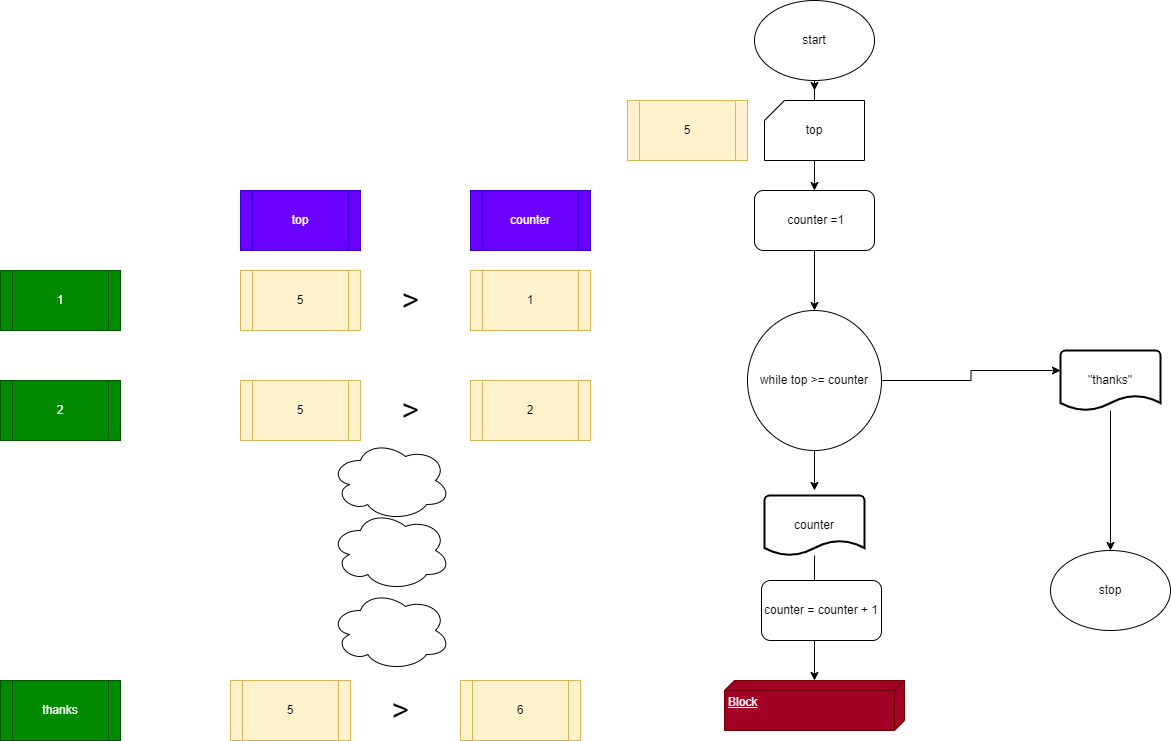 start
5
top
counter =1
top
counter
1
5
>
1
while top >= counter
"thanks"
2
5
>
2
counter
counter = counter + 1
stop
thanks
5
>
6
Block